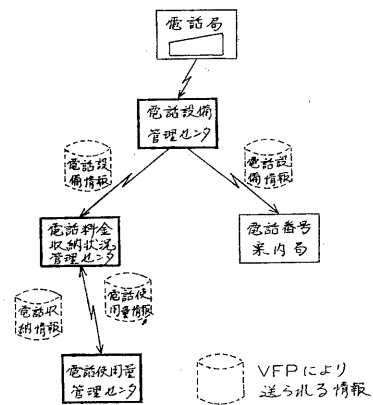 電話局
電話設備
管理センタ
電話設
備情報
電話設
備情報
電話料金
収納状況
管理センタ
電話番号
案内局
電話使
用量情報
電話収
納情報
電話使用量
管理センタ
VFPにより
送られる情報